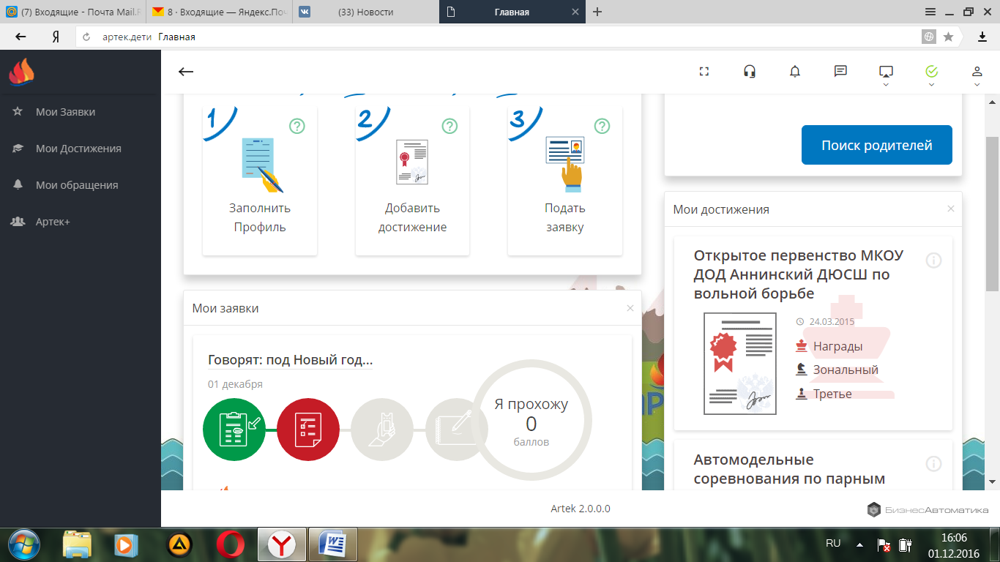 (7) Входящие - Почта Mail.R
8 · Входящие — Яндекс.Поч
(33) Новости
Главная
артек.дети Главная
Мои Заявки
Мои Достижения
Мои обращения
Артек+
1
2
3
Заполнить
Профиль
Добавить
достижение
Подать
заявку
Поиск родителей
Мои достижения
Открытое первенство МКОУ
ДОД Аннинский ДЮСШ по
вольной борьбе
24.03.2015
Награды
Зональный
Третье
Автомодельные
соревнования по парным
Мои заявки
Говорят: под Новый год...
01 декабря
Я прохожу
0
баллов
Artek 2.0.0.0
БизнесАвтоматика
RU
16:06
01.12.2016